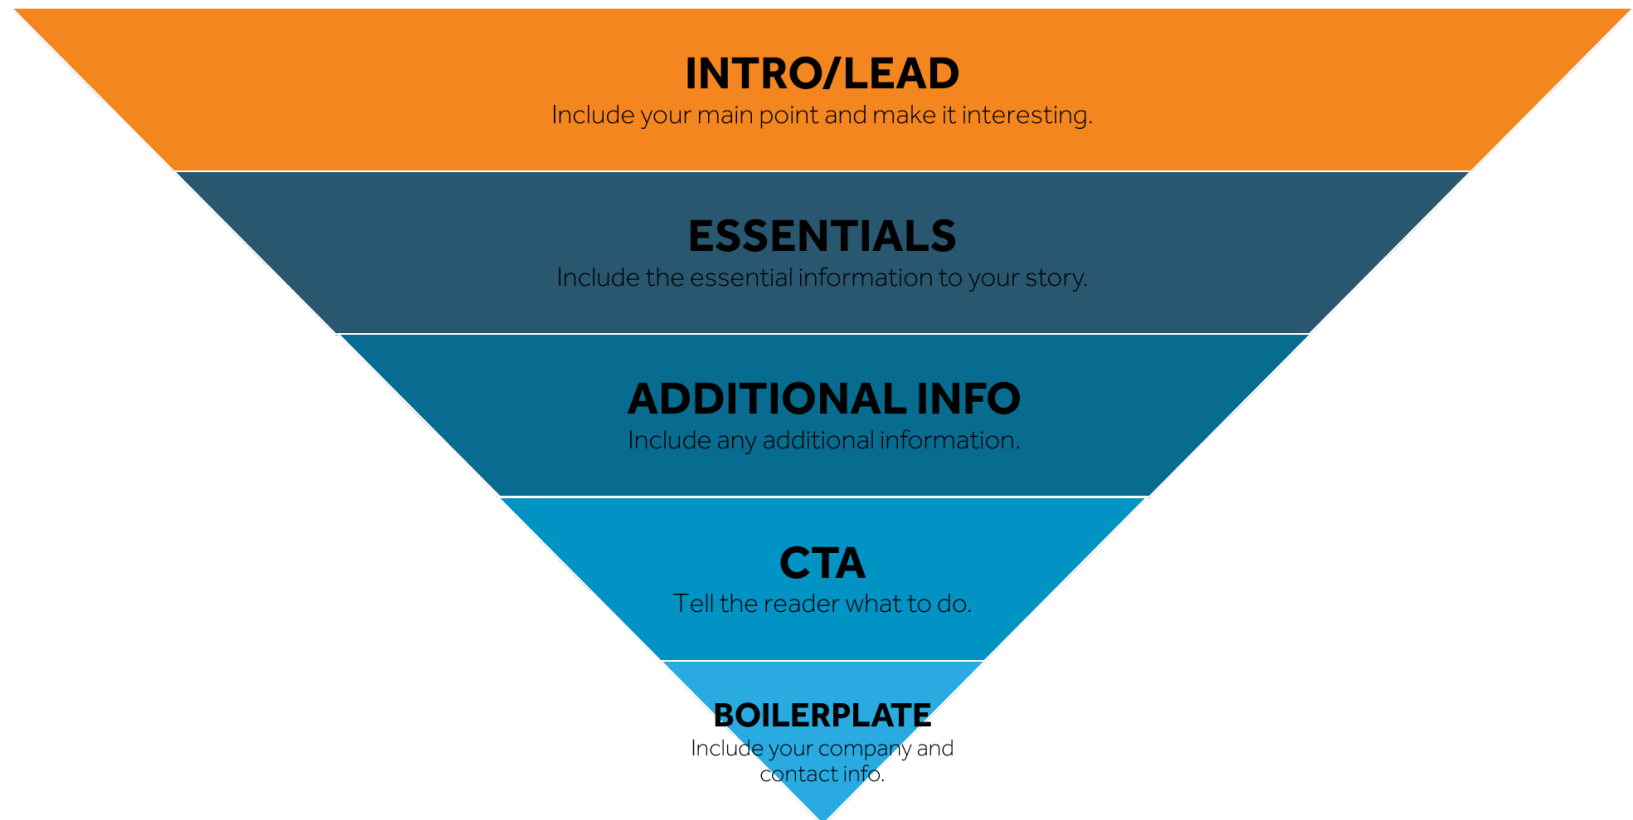 INTRO/LEAD
Include your main point and make it interesting.
ESSENTIALS
Include the essential information to your story.
ADDITIONAL INFO
Include any additional information.
CTA
Tell the reader what to do.
BOILERPLATE
Include your company and
contact info.